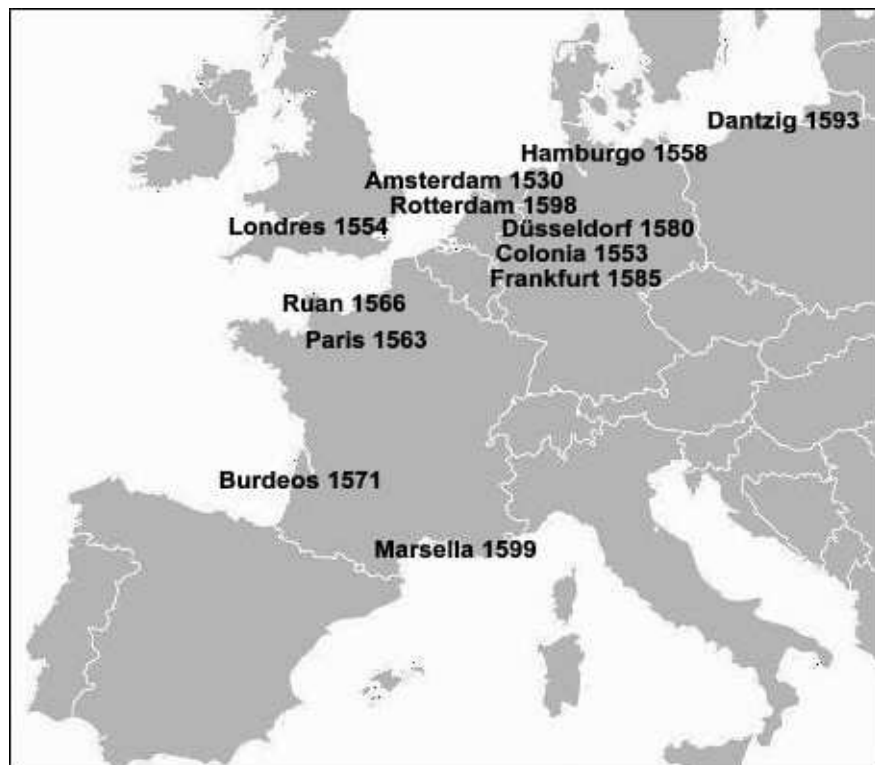 Dantzig 1593
Hamburgo 1558
Amsterdam 1530
Rotterdam 1598
Londres 1554
Düsseldorf 1580
Colonia 1553
Frankfurt 1585
Ruan 1566
Paris 1563
Burdeos 1571
Marsella 1599